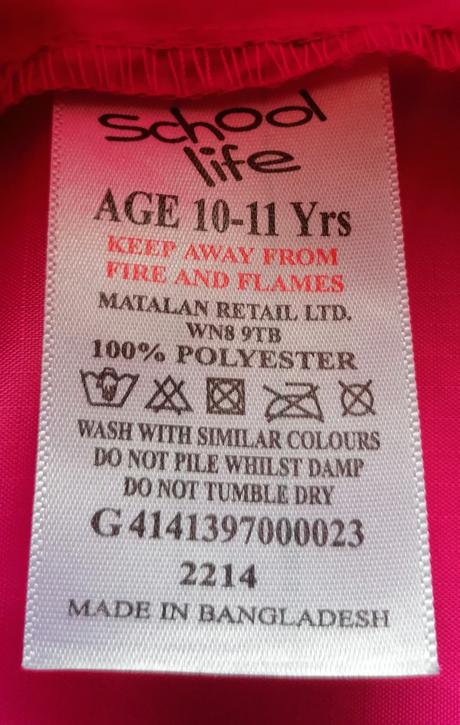 School
life
AGE 10-11 Yrs
KEEP AWAY FROM
FIRE AND FLAMES
MATALAN RETAIL LTD.
WN8 9TB
100% POLYESTER
WASH WITH SIMILAR COLOURS
DO NOT PILE WHILST DAMP
DO NOT TUMBLE DRY
G 4141397000023
2214
MADE IN BANGLADESH